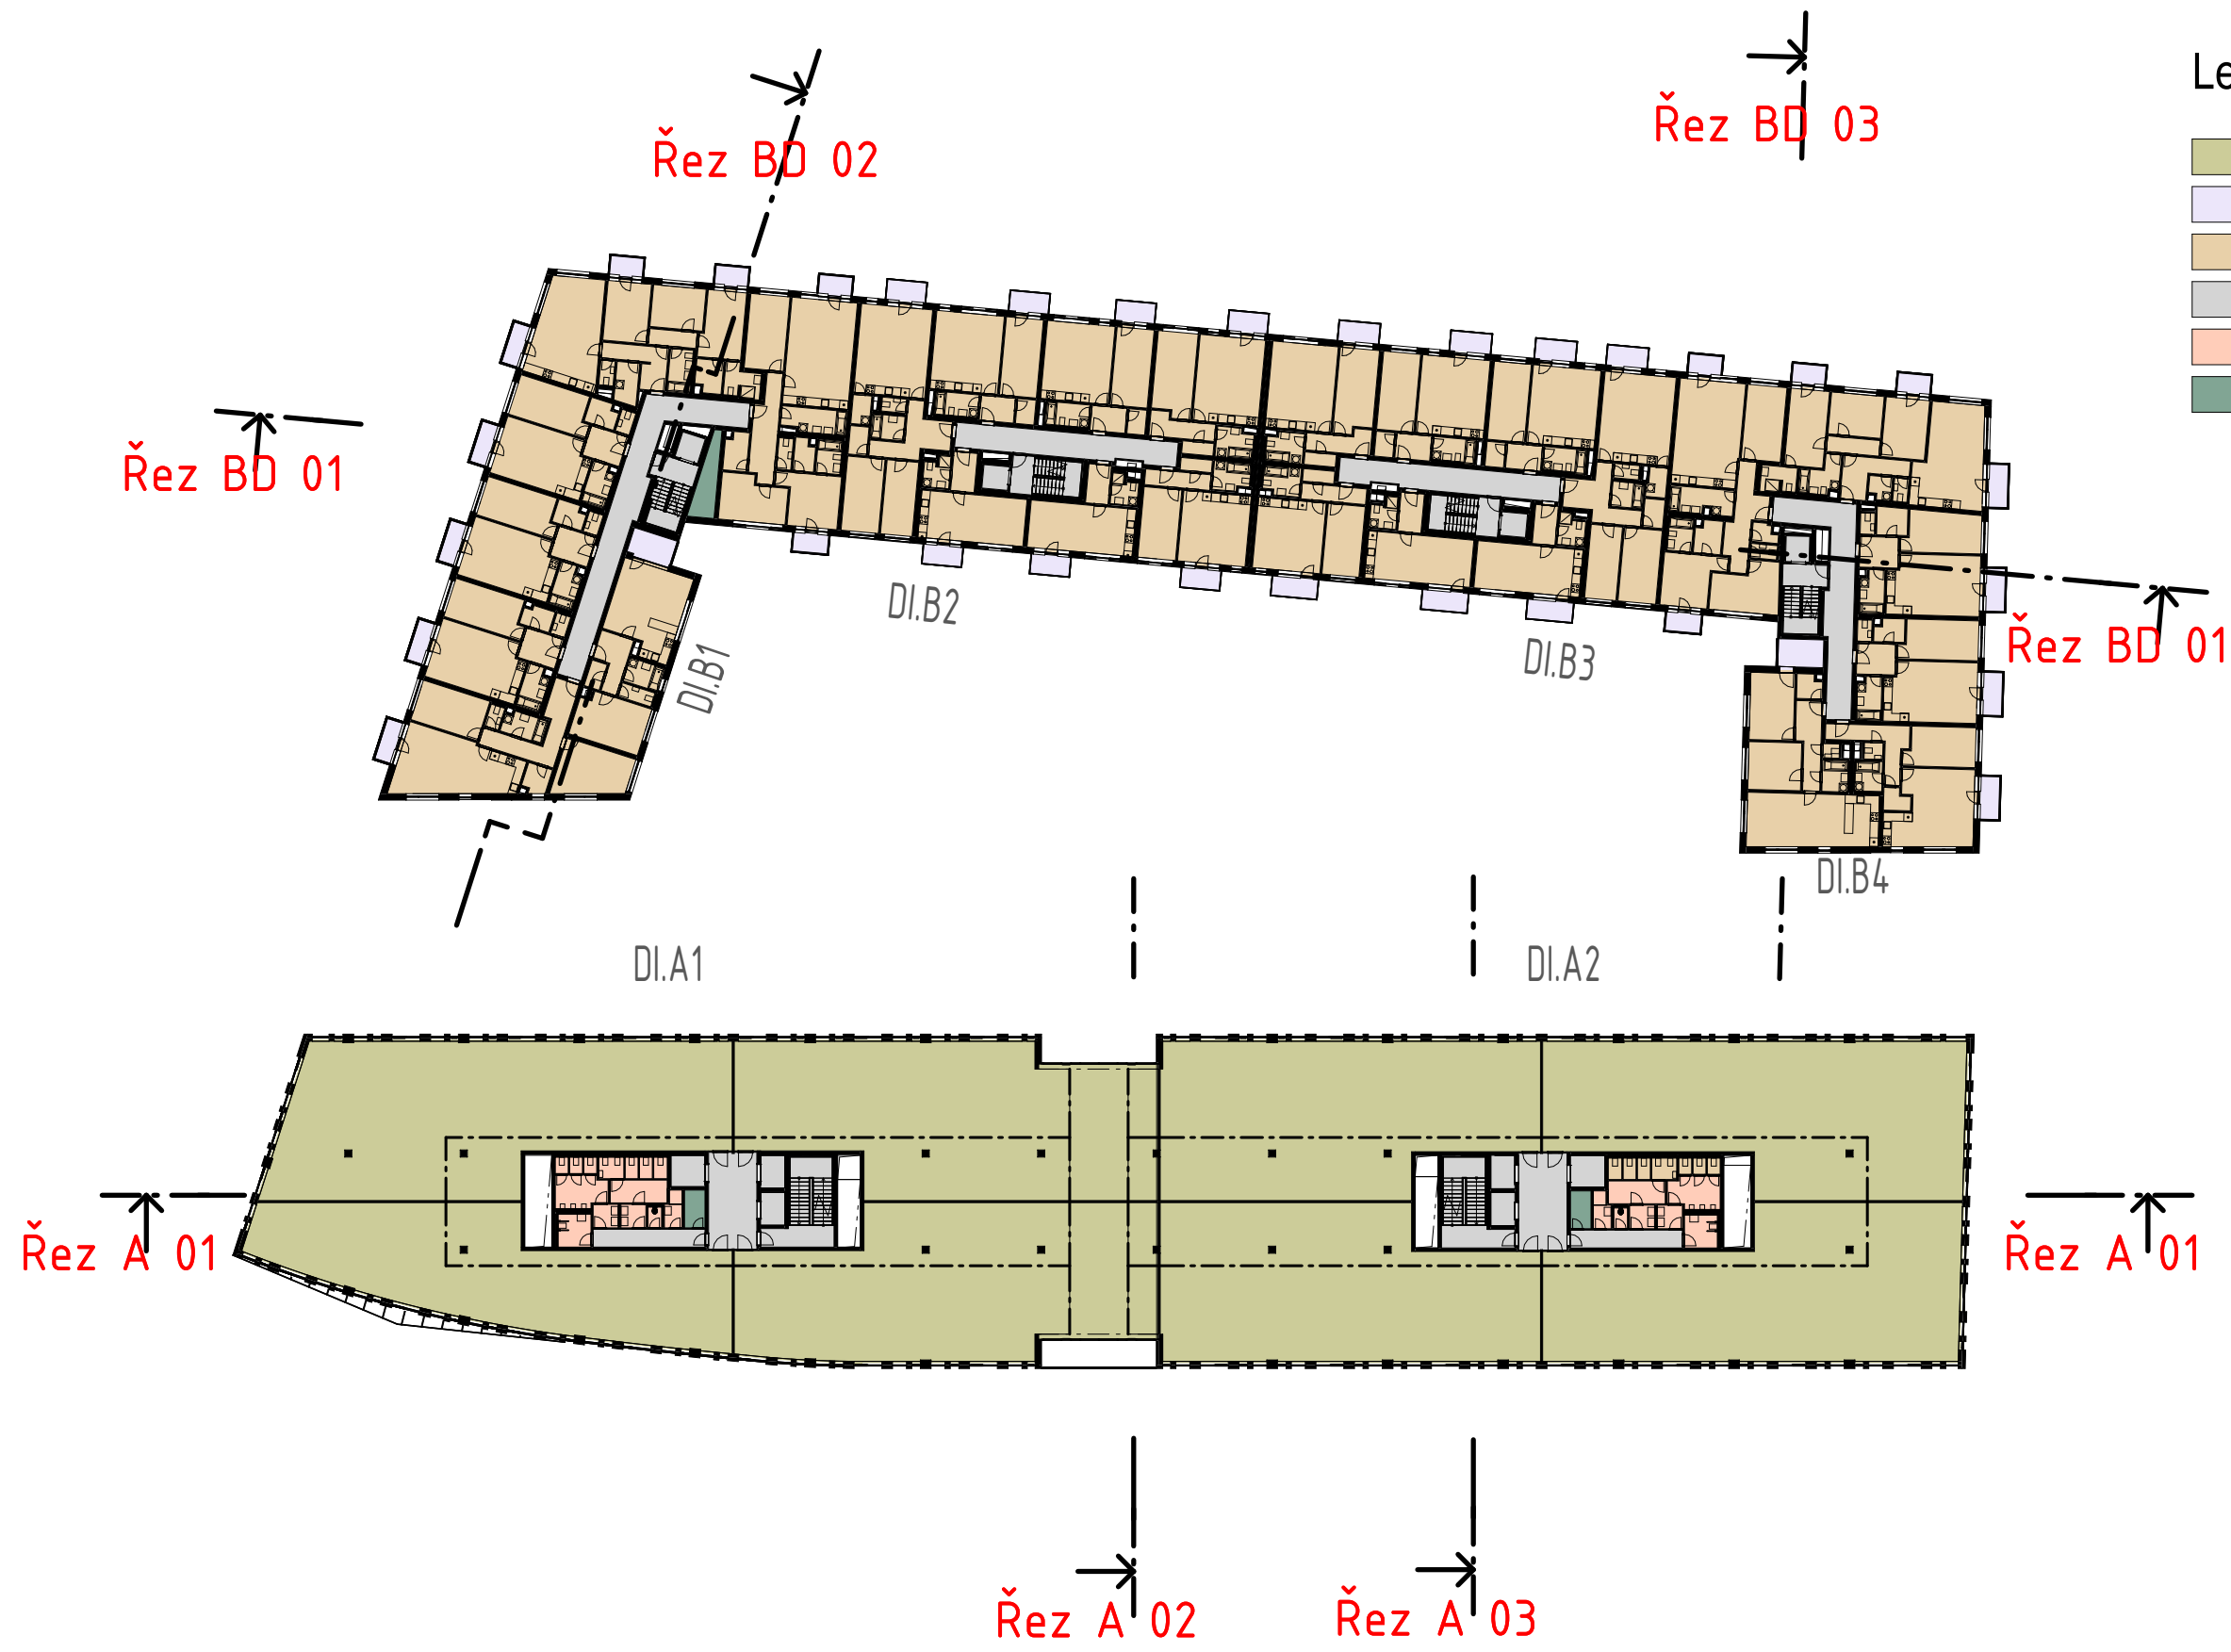 Le
Řez BD 03
Řez BD 02
Řez BD 01
DI.B2
DI.B1
DI.B3
Řez BD 01
DI.B4
DI.A1
DI.A2
Řez A 01
Řez A 01
Řez A 02
Řez A 03